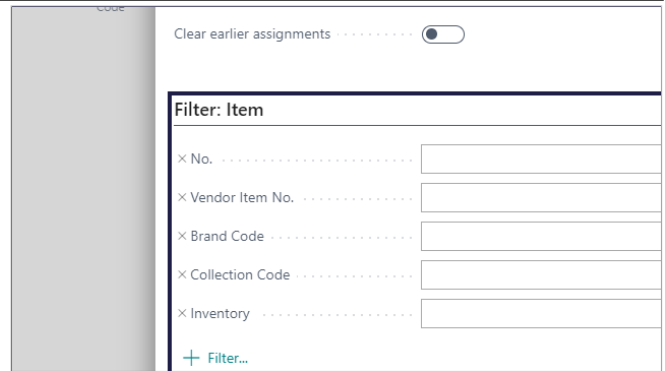 Code
Clear earlier assignments
Filter: Item
× No.
× Vendor Item No.
× Brand Code
× Collection Code
× Inventory
+ Filter...